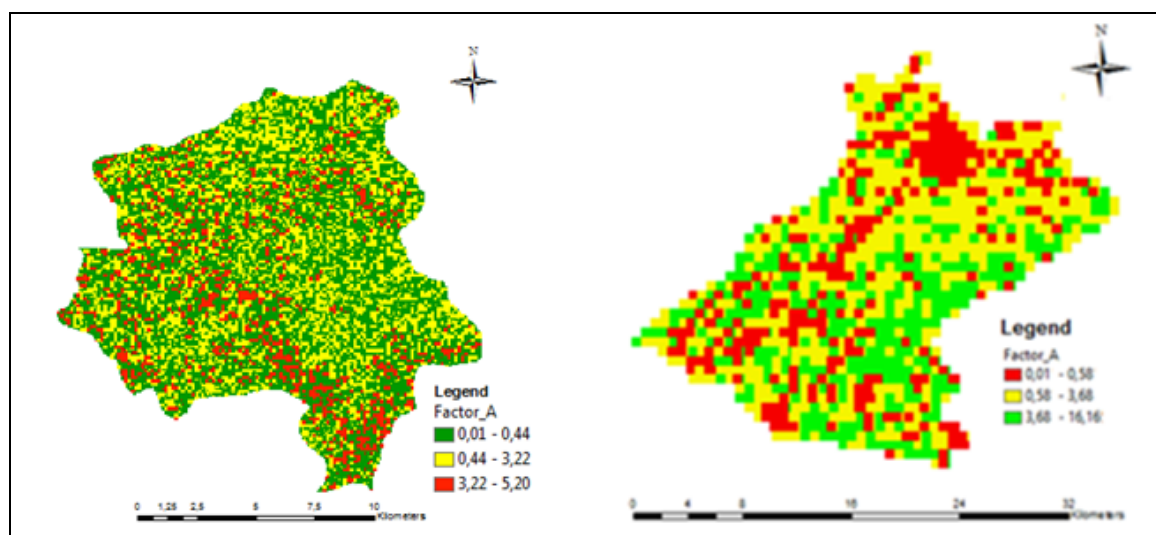 N
Legend
Factor_A
0,01 - 0,44
0,44 - 3,22
3,22 - 5,20
0 1,25 2,5 5 7,5 10
Kilometers
N
Legend
Factor_A
0,01 - 0,58
0,58 - 3,68
3,68 - 16,16
0 4 8 16 24 32
Kilometers